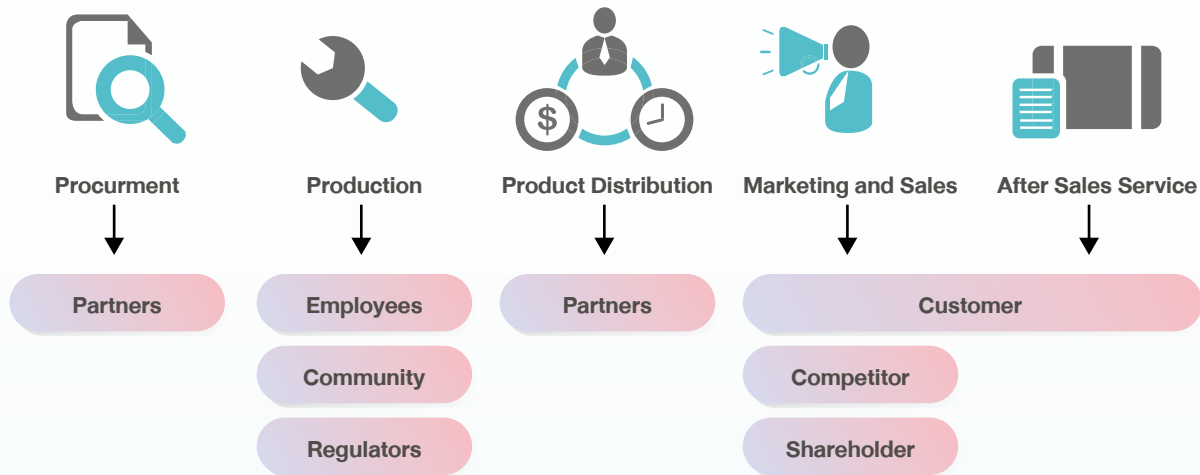 $
Procurment
Production
Product Distribution
Marketing and Sales
After Sales Service
Partners
Employees
Partners
Customer
Community
Competitor
Regulators
Shareholder